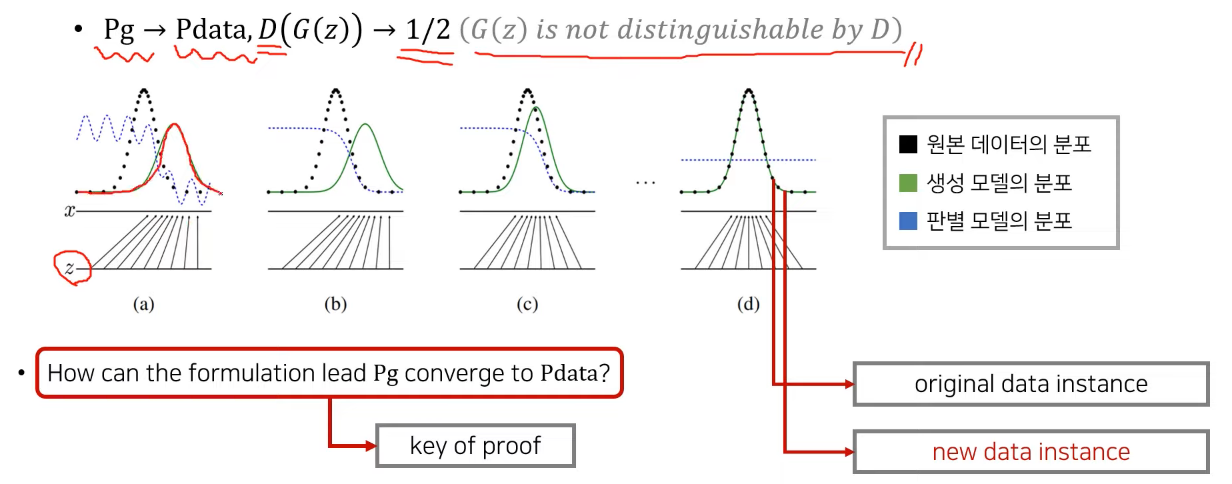 • Pg → Pdata, D(G(z)) → 1/2 (G(z) is not distinguishable by D)
원본 데이터의 분포
생성 모델의 분포
판별 모델의 분포
...
x
z
(a) (b) (c) (d)
• How can the formulation lead Pg converge to Pdata?
original data instance
key of proof
new data instance